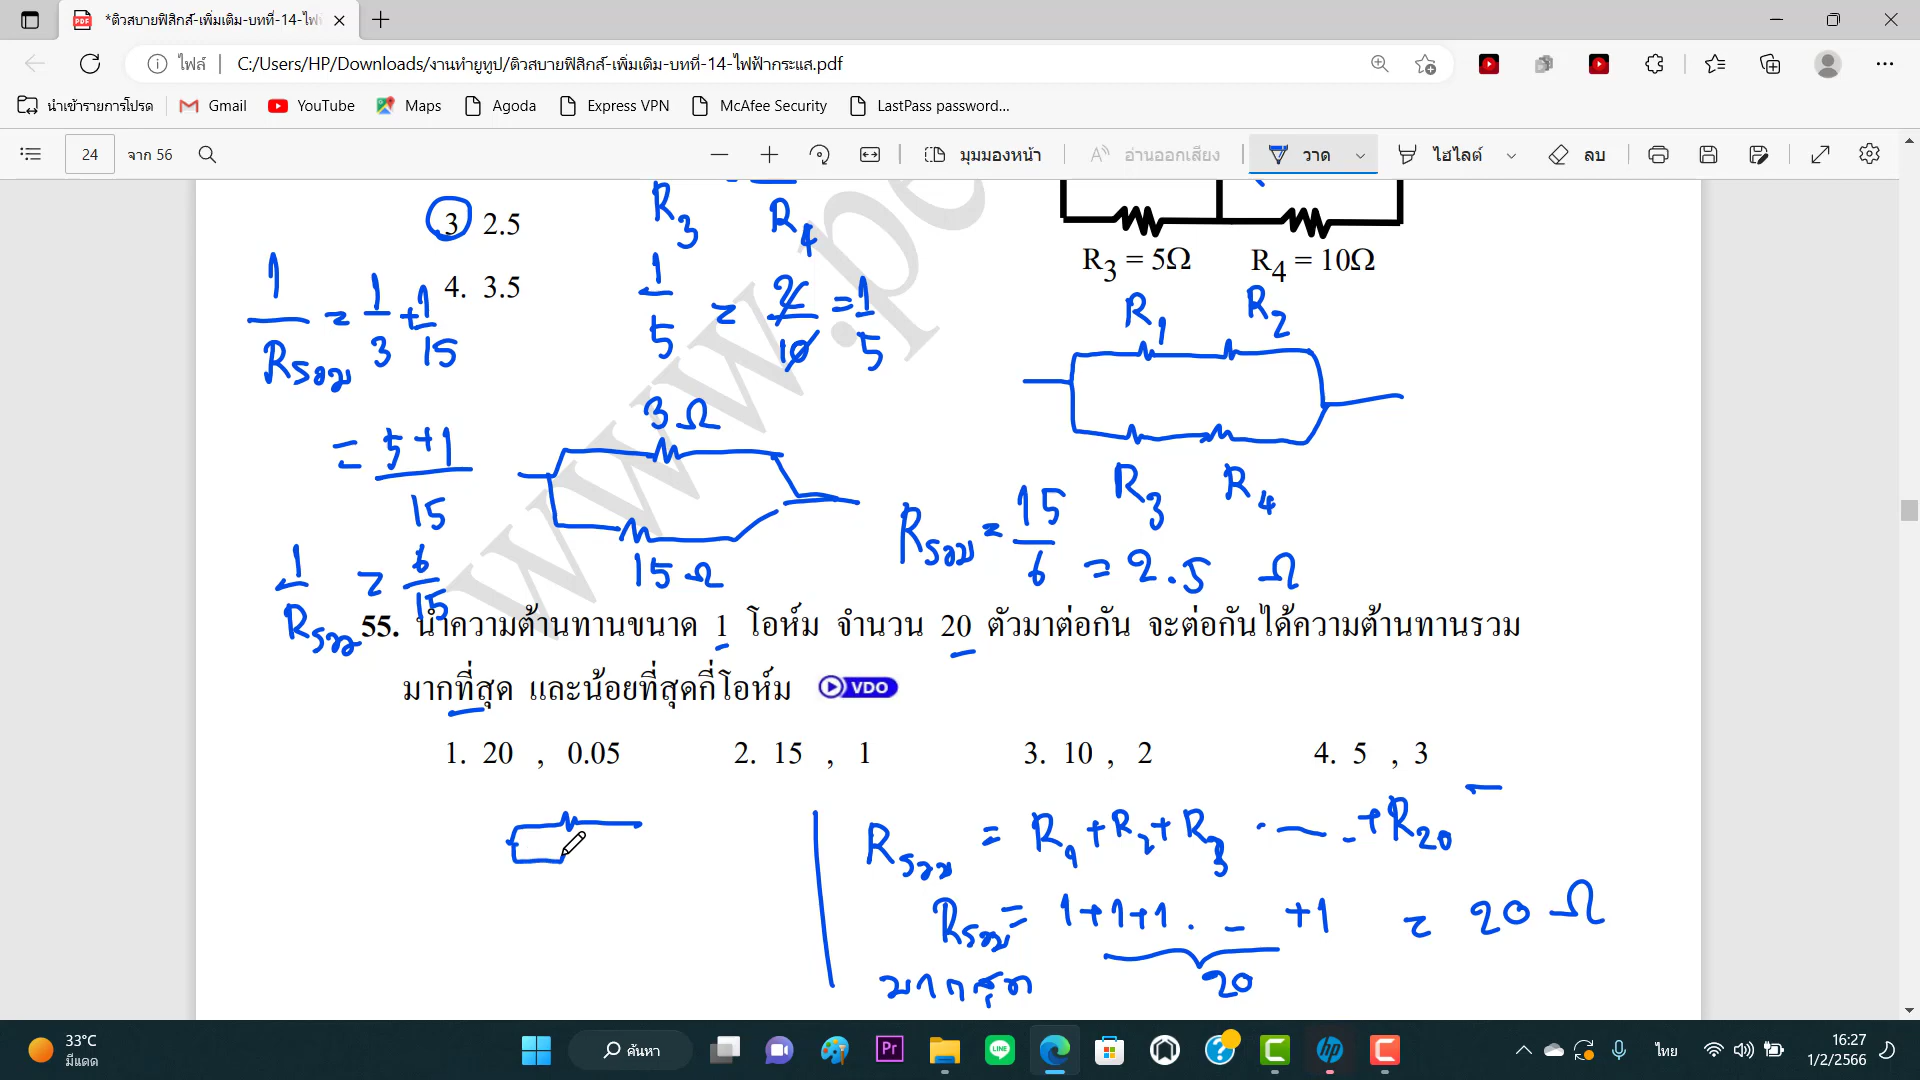 *ติวสบายฟิสิกส์-เพิ่มเติม-บทที่-14-ไฟฟ้
ไฟล์ C:/Users/HP/Downloads/งานทำยูทูป/ติวสบายฟิสิกส์-เพิ่มเติม-บทที่-14-ไฟฟ้ากระแส.pdf
นำเข้ารายการโปรด Gmail YouTube Maps Agoda Express VPN McAfee Security LastPass password...
24 จาก 56 มุมมองหน้า อ่านออกเสียง วาด ไฮไลต์ ลบ
3 2.5
4. 3.5
R3 R4
R3 = 5Ω R4 = 10Ω
1/Rรวม = 1/3 + 1/15
1/5 = 2/10 = 1/5
R1 R2
= 5+1/15
3 Ω
15 Ω
R3 R4
1/Rรวม = 6/15
Rรวม = 15/6 = 2.5 Ω
55. นำความต้านทานขนาด 1 โอห์ม จำนวน 20 ตัวมาต่อกัน จะต่อกันได้ความต้านทานรวม
มากที่สุด และน้อยที่สุดกี่โอห์ม VDO
1. 20 , 0.05 2. 15 , 1 3. 10 , 2 4. 5 , 3
Rรวม = R1+R2+R3 ... +R20
Rรวม = 1+1+1 ... +1 = 20 Ω
มากสุด 20
www.pe
33°C
มีแดด
ค้นหา
Pr
LINE
hp
ไทย
16:27
1/2/2566